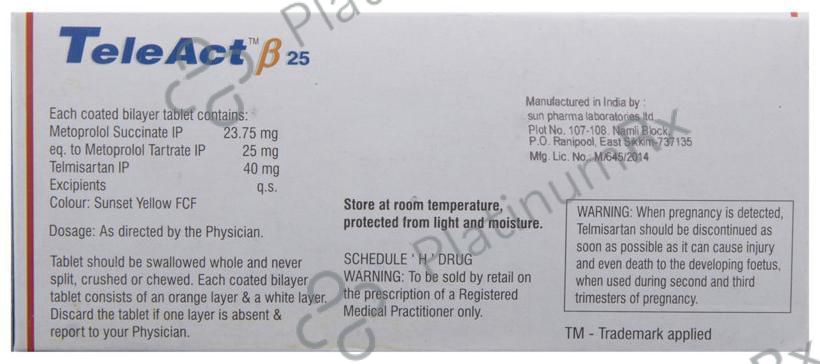 TeleAct™ β 25
Each coated bilayer tablet contains:
Metoprolol Succinate IP 23.75 mg
eq. to Metoprolol Tartrate IP 25 mg
Telmisartan IP 40 mg
Excipients q.s.
Colour: Sunset Yellow FCF
Dosage: As directed by the Physician.
Tablet should be swallowed whole and never
split, crushed or chewed. Each coated bilayer
tablet consists of an orange layer & a white layer.
Discard the tablet if one layer is absent &
report to your Physician.
Store at room temperature,
protected from light and moisture.
SCHEDULE ' H ' DRUG
WARNING: To be sold by retail on
the prescription of a Registered
Medical Practitioner only.
Manufactured in India by :
sun pharma laboratories ltd
Plot No. 107-108, Namli Block,
P.O. Ranipool, East Sikkim-737135
Mfg. Lic. No.: M/645/2014
WARNING: When pregnancy is detected,
Telmisartan should be discontinued as
soon as possible as it can cause injury
and even death to the developing foetus,
when used during second and third
trimesters of pregnancy.
TM - Trademark applied
PlatinumRx